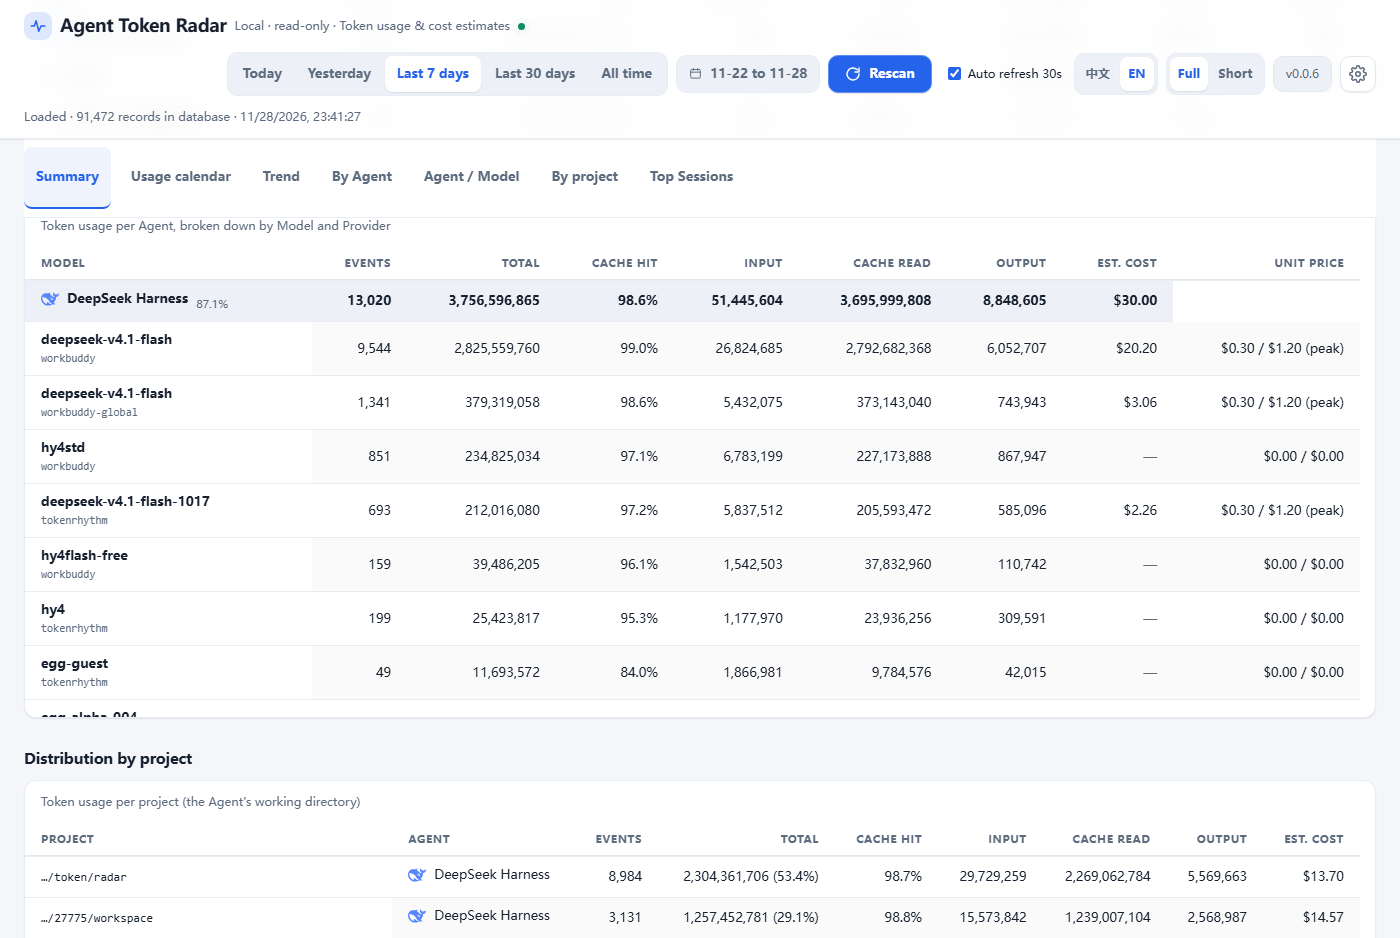 Agent Token Radar Local · read-only · Token usage & cost estimates
Today Yesterday Last 7 days Last 30 days All time 11-22 to 11-28 Rescan Auto refresh 30s 中文 EN Full Short v0.0.6
Loaded · 91,472 records in database · 11/28/2026, 23:41:27
Summary Usage calendar Trend By Agent Agent / Model By project Top Sessions
Token usage per Agent, broken down by Model and Provider
MODEL EVENTS TOTAL CACHE HIT INPUT CACHE READ OUTPUT EST. COST UNIT PRICE
DeepSeek Harness 87.1% 13,020 3,756,596,865 98.6% 51,445,604 3,695,999,808 8,848,605 $30.00
deepseek-v4.1-flash
workbuddy
9,544 2,825,559,760 99.0% 26,824,685 2,792,682,368 6,052,707 $20.20 $0.30 / $1.20 (peak)
deepseek-v4.1-flash
workbuddy-global
1,341 379,319,058 98.6% 5,432,075 373,143,040 743,943 $3.06 $0.30 / $1.20 (peak)
hy4std
workbuddy
851 234,825,034 97.1% 6,783,199 227,173,888 867,947 — $0.00 / $0.00
deepseek-v4.1-flash-1017
tokenrhythm
693 212,016,080 97.2% 5,837,512 205,593,472 585,096 $2.26 $0.30 / $1.20 (peak)
hy4flash-free
workbuddy
159 39,486,205 96.1% 1,542,503 37,832,960 110,742 — $0.00 / $0.00
hy4
tokenrhythm
199 25,423,817 95.3% 1,177,970 23,936,256 309,591 — $0.00 / $0.00
egg-guest
tokenrhythm
49 11,693,572 84.0% 1,866,981 9,784,576 42,015 — $0.00 / $0.00
egg-alpha-004
Distribution by project
Token usage per project (the Agent's working directory)
PROJECT AGENT EVENTS TOTAL CACHE HIT INPUT CACHE READ OUTPUT EST. COST
…/token/radar DeepSeek Harness 8,984 2,304,361,706 (53.4%) 98.7% 29,729,259 2,269,062,784 5,569,663 $13.70
…/27775/workspace DeepSeek Harness 3,131 1,257,452,781 (29.1%) 98.8% 15,573,842 1,239,007,104 2,568,987 $14.57